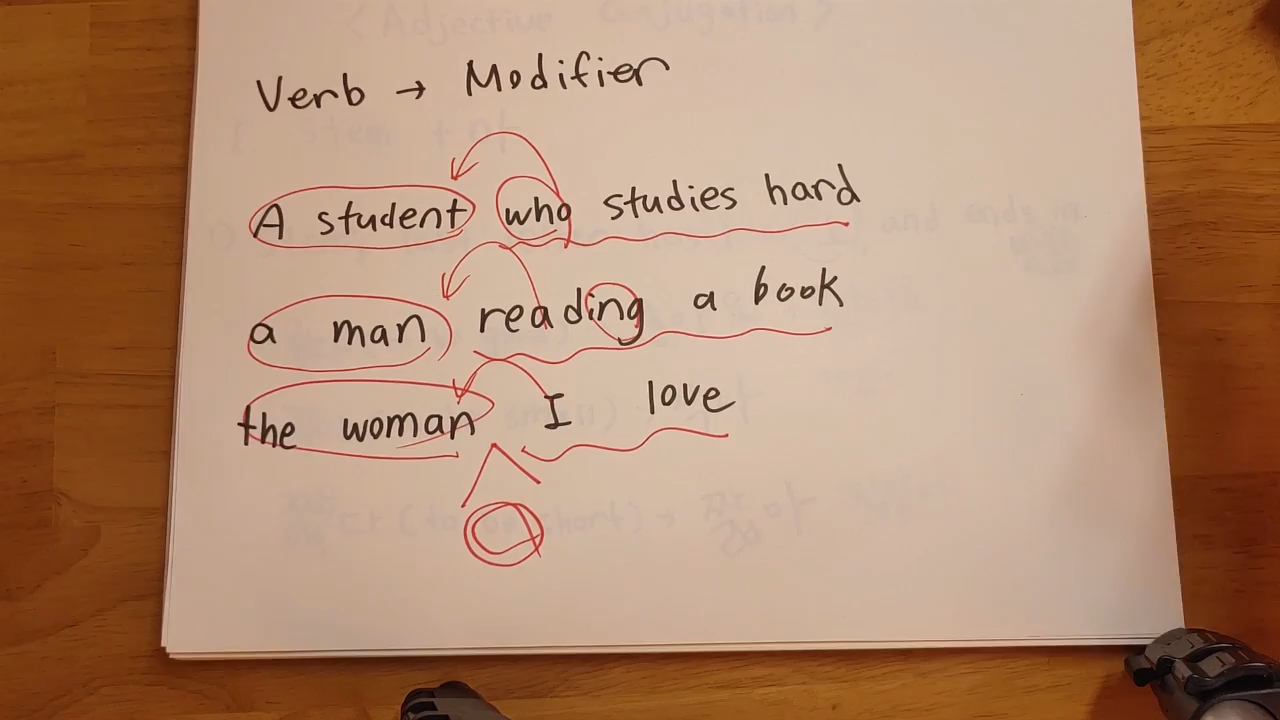 Verb → Modifier
A student who studies hard
a man reading a book
the woman I love